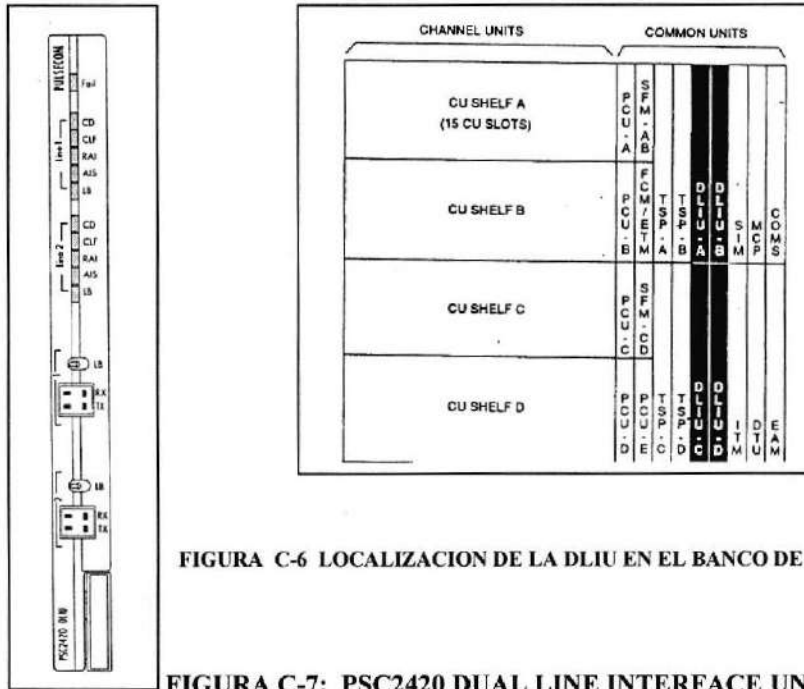 PULSECOM
Fail
Line 1
CD
CLF
RAI
AIS
LB
Line 2
CD
CLF
RAI
AIS
LB
LB
RX
TX
LB
RX
TX
PSC2420 DLIU
CHANNEL UNITS
COMMON UNITS
CU SHELF A
(15 CU SLOTS)
PCU-A
SFM-AB
CU SHELF B
PCU-B
FCM/ETM
TSP-A
TSP-B
DLIU-A
DLIU-B
SIM
MCP
COMS
CU SHELF C
PCU-C
SFM-CD
CU SHELF D
PCU-D
PCU-E
TSP-C
TSP-D
DLIU-C
DLIU-D
ITM
DTU
EAM
FIGURA C-6 LOCALIZACION DE LA DLIU EN EL BANCO DE
FIGURA C-7: PSC2420 DUAL LINE INTERFACE UN